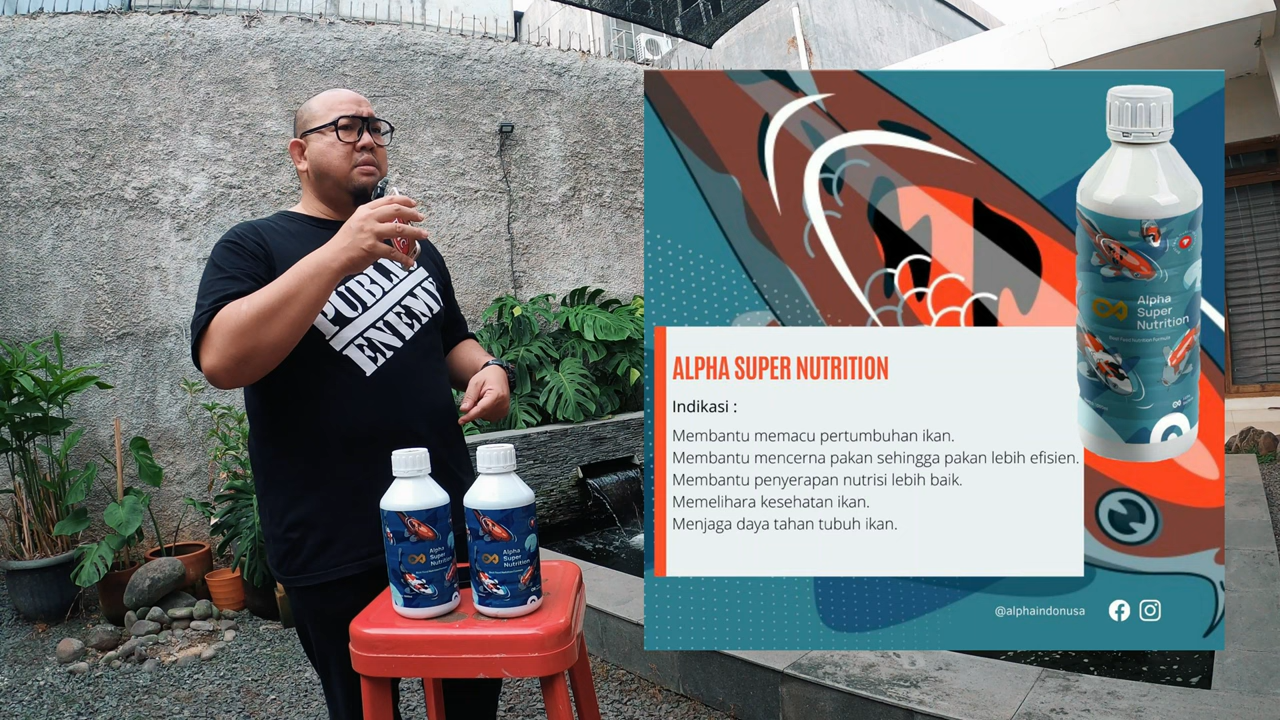 PUBLIC
ENEMY
Alpha
Super
Nutrition
Alpha
Super
Nutrition
Alpha
Super
Nutrition
ALPHA SUPER NUTRITION
Indikasi :
Membantu memacu pertumbuhan ikan.
Membantu mencerna pakan sehingga pakan lebih efisien.
Membantu penyerapan nutrisi lebih baik.
Memelihara kesehatan ikan.
Menjaga daya tahan tubuh ikan.
@alphaindonusa